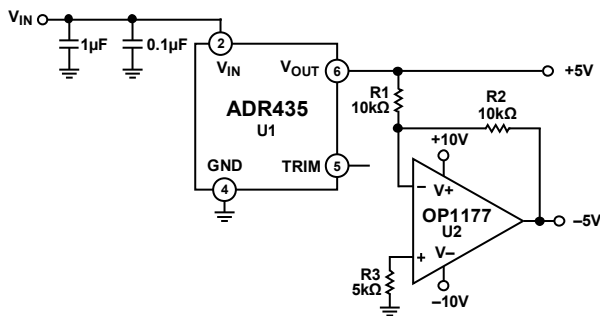 VIN
1µF
0.1µF
2
VIN
VOUT
6
+5V
ADR435
U1
GND
4
TRIM
5
R1
10kΩ
R2
10kΩ
+10V
V+
−
OP1177
U2
+
V−
−10V
−5V
R3
5kΩ